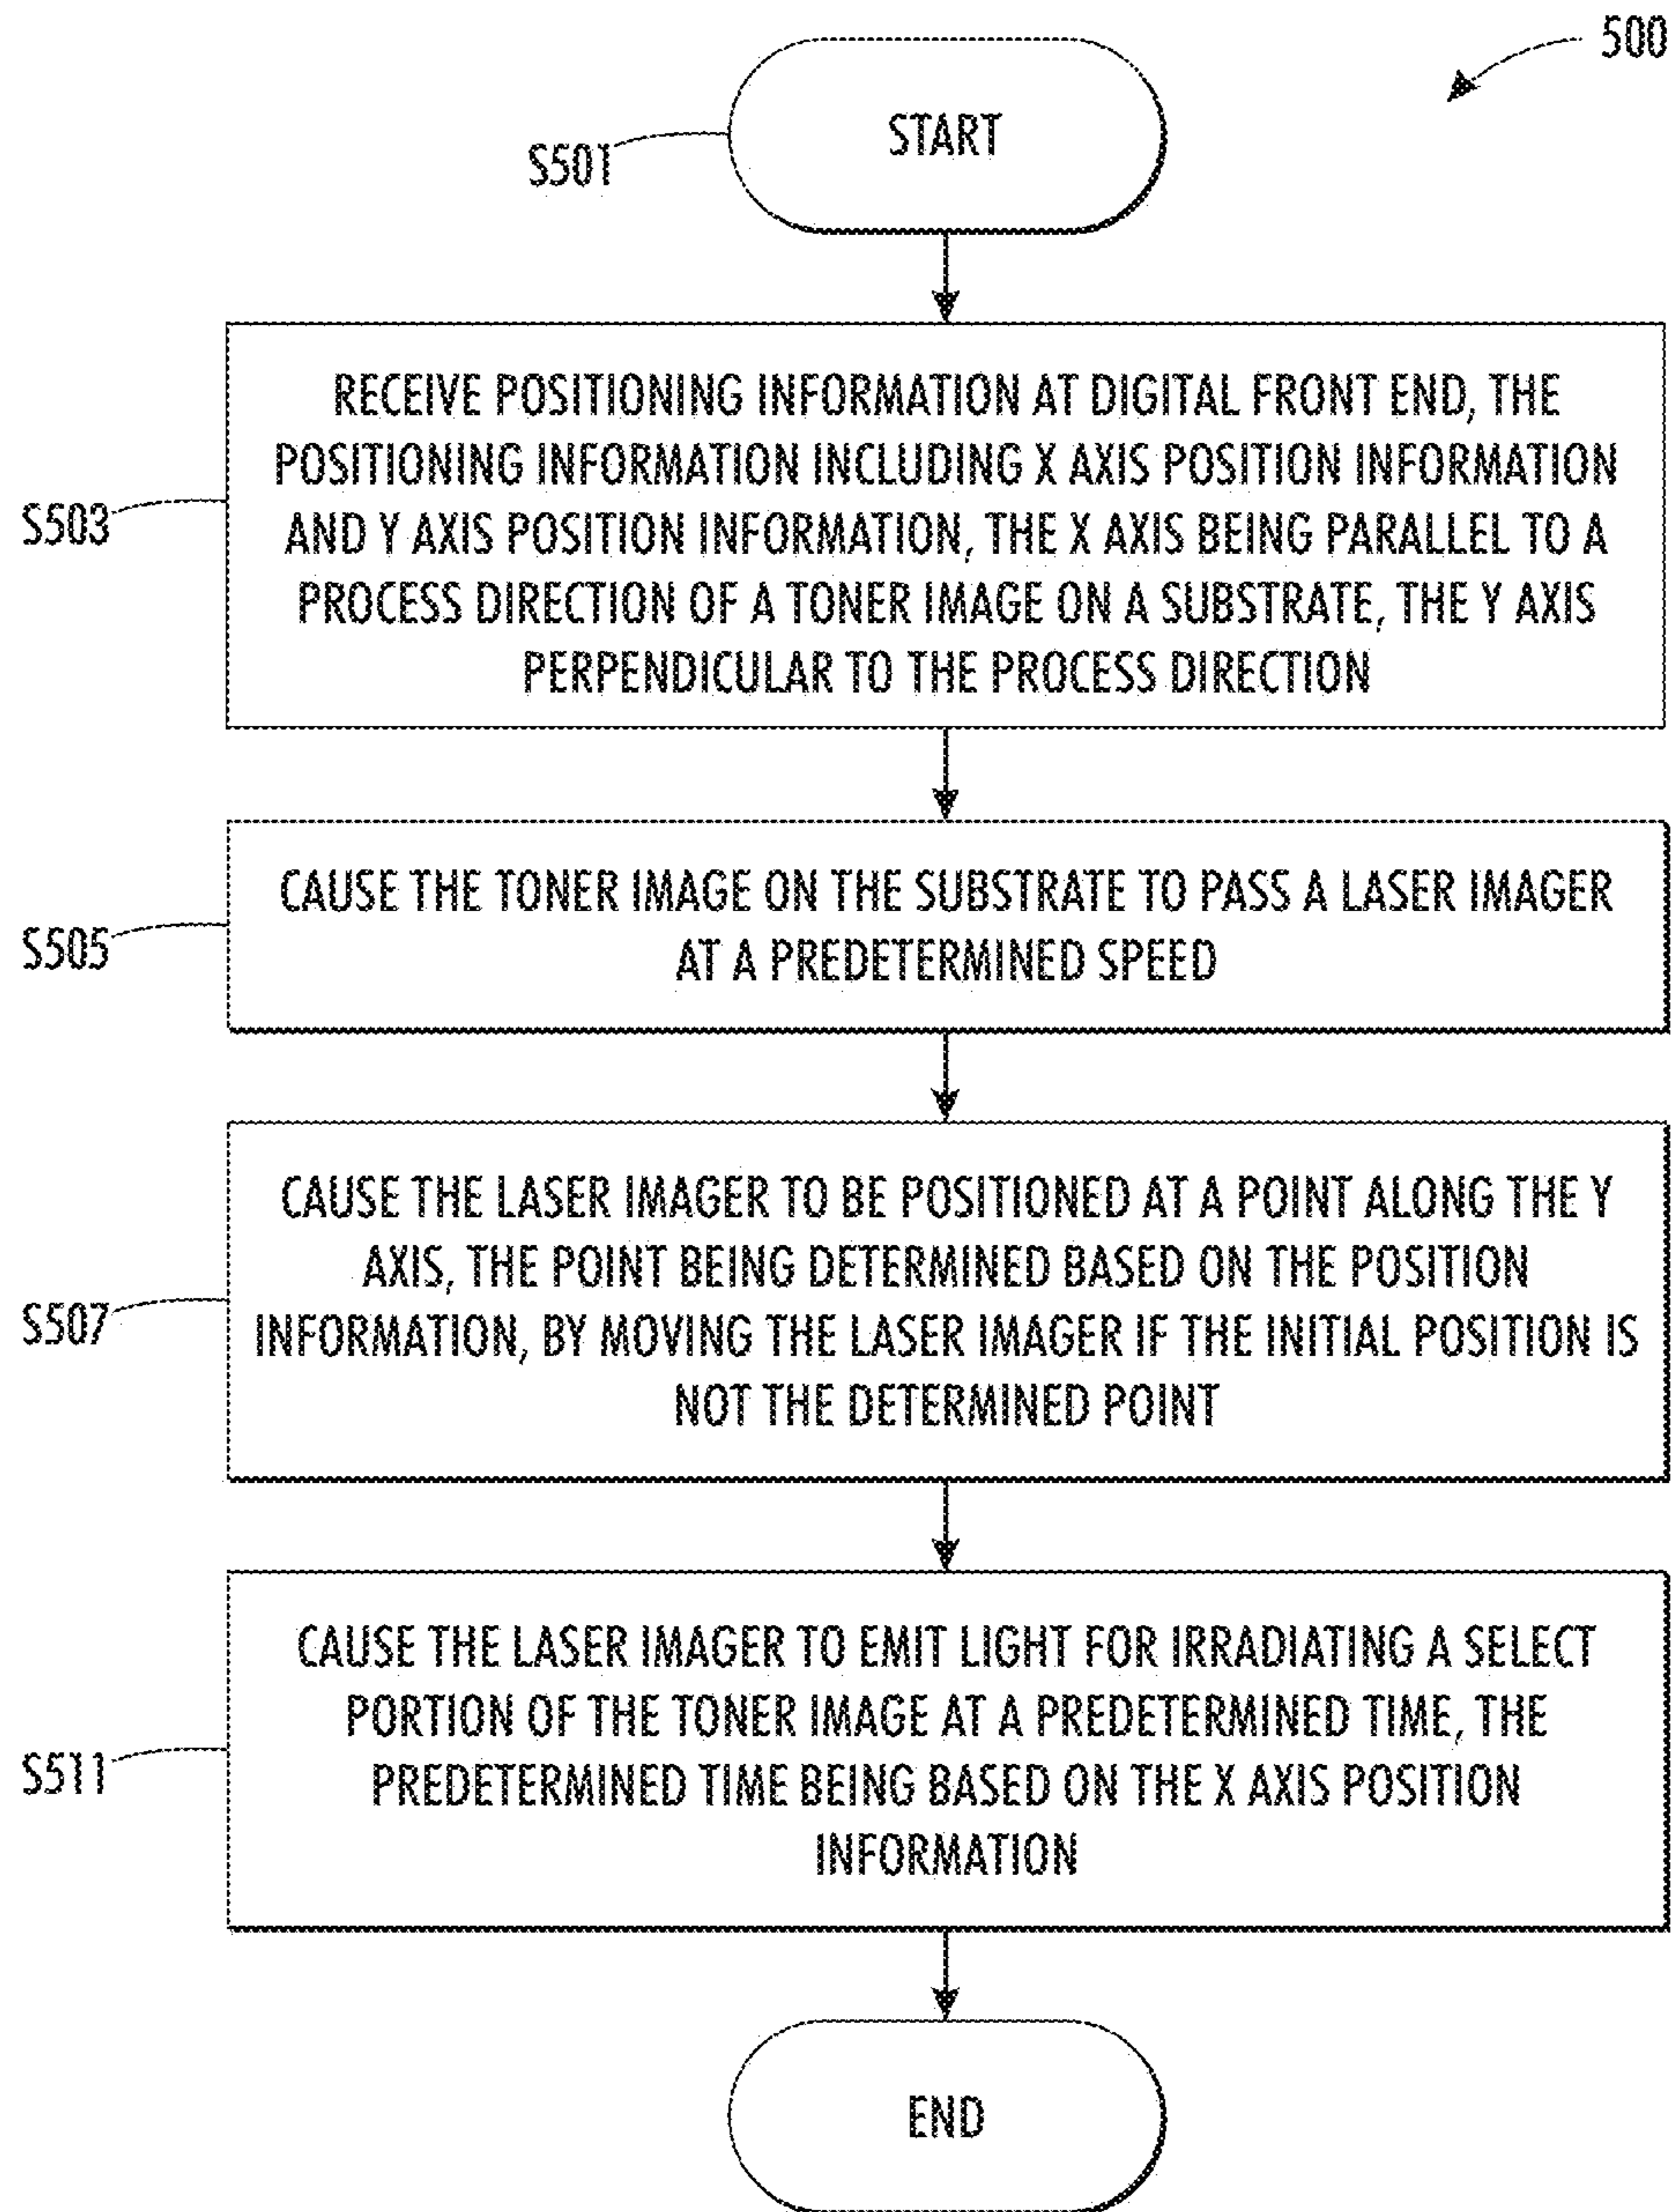 500
START
S501
RECEIVE POSITIONING INFORMATION AT DIGITAL FRONT END, THE
POSITIONING INFORMATION INCLUDING X AXIS POSITION INFORMATION
AND Y AXIS POSITION INFORMATION, THE X AXIS BEING PARALLEL TO A
PROCESS DIRECTION OF A TONER IMAGE ON A SUBSTRATE, THE Y AXIS
PERPENDICULAR TO THE PROCESS DIRECTION
S503
CAUSE THE TONER IMAGE ON THE SUBSTRATE TO PASS A LASER IMAGER
AT A PREDETERMINED SPEED
S505
CAUSE THE LASER IMAGER TO BE POSITIONED AT A POINT ALONG THE Y
AXIS, THE POINT BEING DETERMINED BASED ON THE POSITION
INFORMATION, BY MOVING THE LASER IMAGER IF THE INITIAL POSITION IS
NOT THE DETERMINED POINT
S507
CAUSE THE LASER IMAGER TO EMIT LIGHT FOR IRRADIATING A SELECT
PORTION OF THE TONER IMAGE AT A PREDETERMINED TIME, THE
PREDETERMINED TIME BEING BASED ON THE X AXIS POSITION
INFORMATION
S511
END